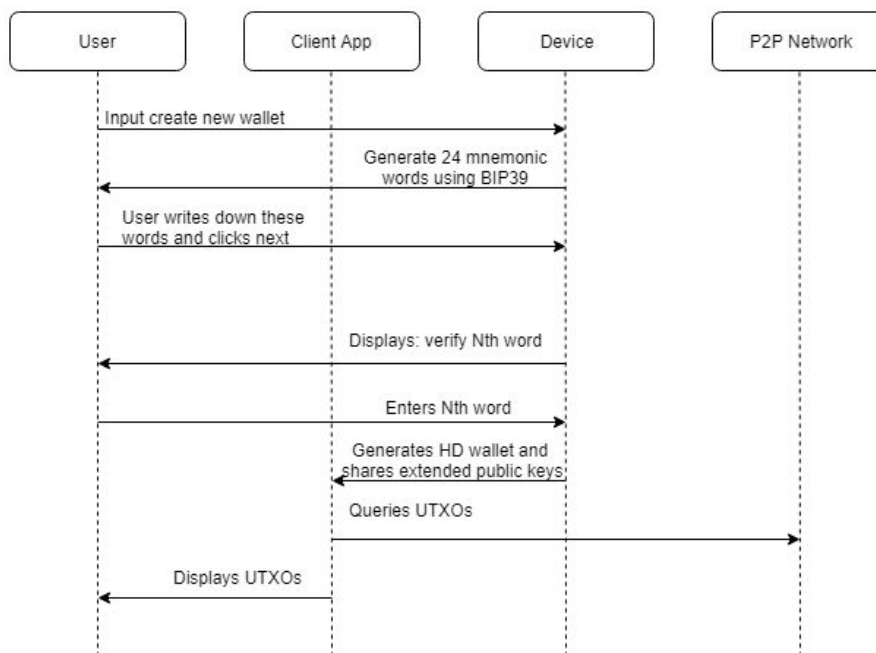 User
Client App
Device
P2P Network
Input create new wallet
Generate 24 mnemonic
words using BIP39
User writes down these
words and clicks next
Displays: verify Nth word
Enters Nth word
Generates HD wallet and
shares extended public keys
Queries UTXOs
Displays UTXOs